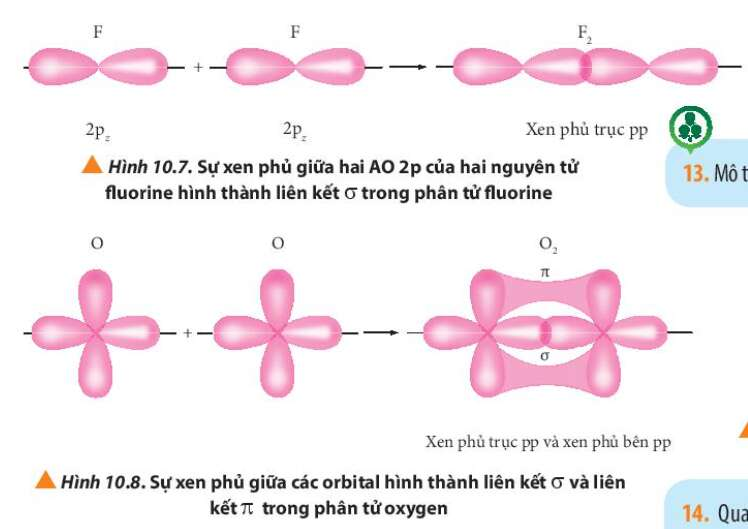 F F F₂
2p_z 2p_z Xen phủ trục pp
Hình 10.7. Sự xen phủ giữa hai AO 2p của hai nguyên tử
fluorine hình thành liên kết σ trong phân tử fluorine
13. Mô t
O O O₂
π
+ +
σ
Xen phủ trục pp và xen phủ bên pp
Hình 10.8. Sự xen phủ giữa các orbital hình thành liên kết σ và liên
kết π trong phân tử oxygen
14. Qua